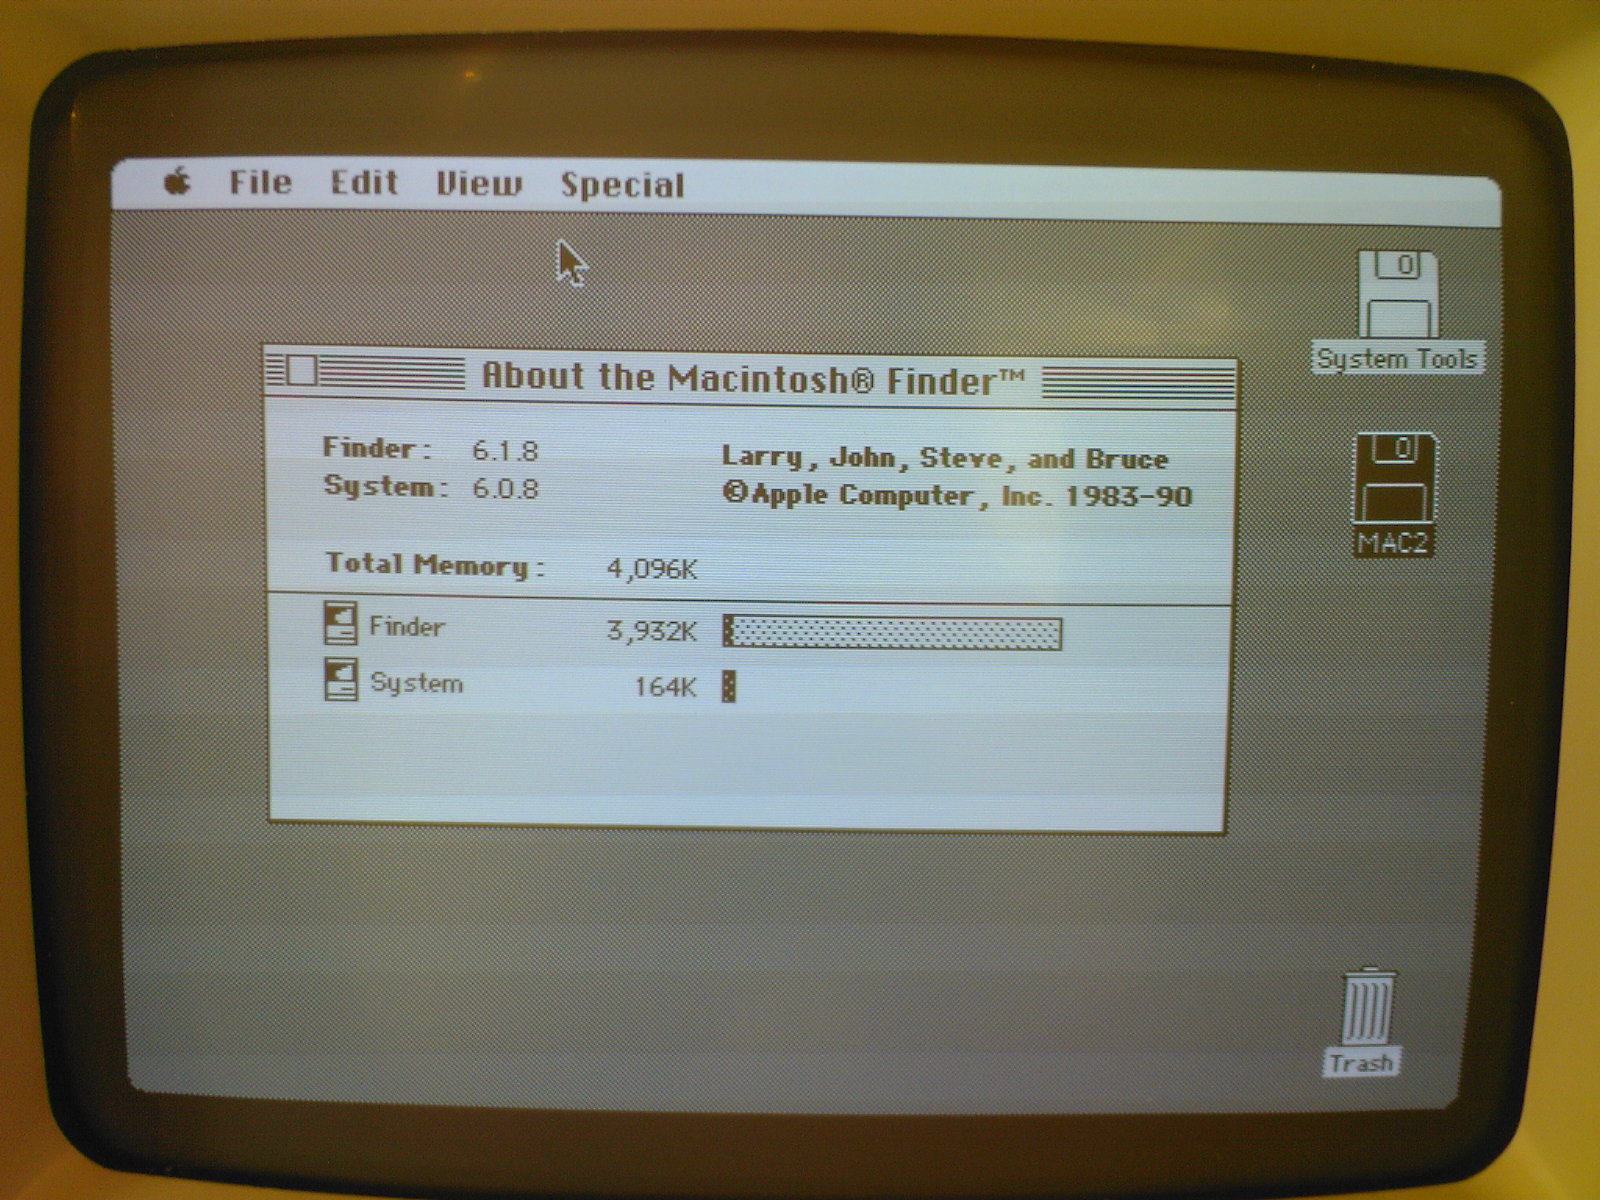 File Edit View Special
System Tools
About the Macintosh® Finder™
Finder: 6.1.8 Larry, John, Steve, and Bruce
System: 6.0.8 ©Apple Computer, Inc. 1983-90
MAC2
Total Memory: 4,096K
Finder 3,932K
System 164K
Trash